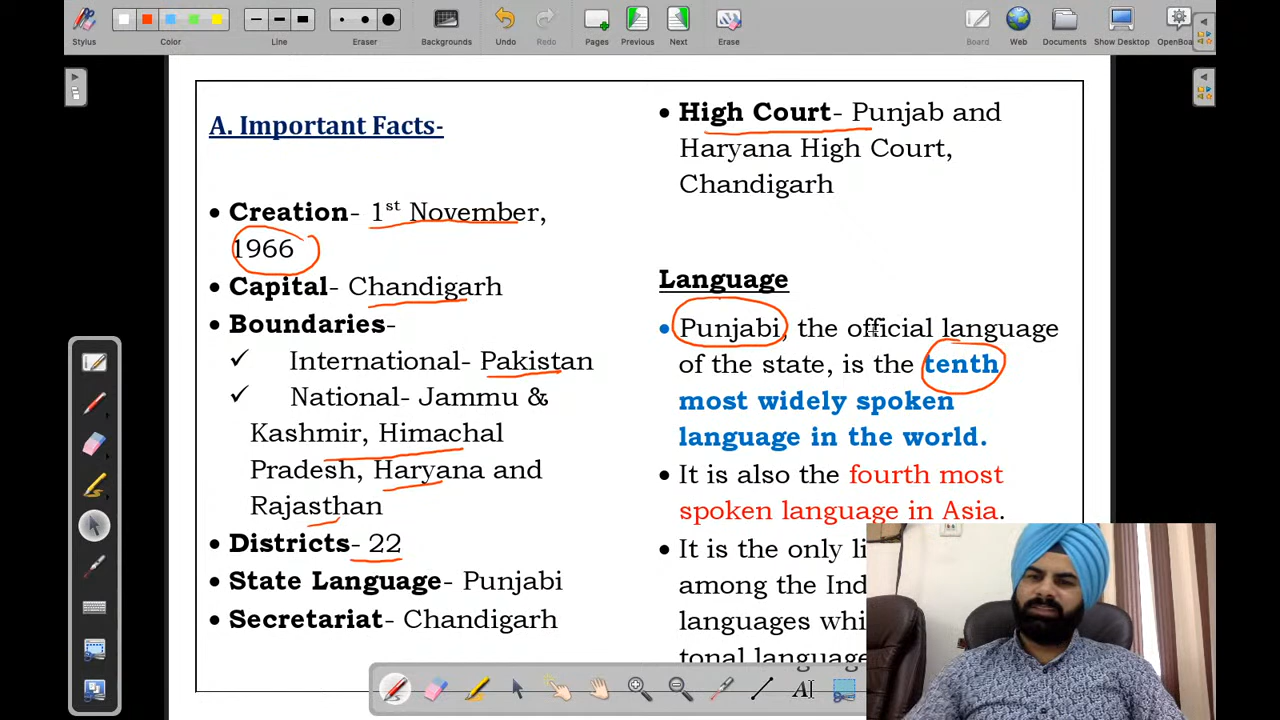 Stylus
Color
Line
Eraser
Backgrounds
Undo
Redo
Pages
Previous
Next
Erase
Board
Web
Documents
Show Desktop
A. Important Facts-
• Creation- 1st November,
1966
• Capital- Chandigarh
• Boundaries-
✓ International- Pakistan
✓ National- Jammu &
Kashmir, Himachal
Pradesh, Haryana and
Rajasthan
• Districts- 22
• State Language- Punjabi
• Secretariat- Chandigarh
• High Court- Punjab and
Haryana High Court,
Chandigarh
Language
• Punjabi, the official language
of the state, is the tenth
most widely spoken
language in the world.
• It is also the fourth most
spoken language in Asia.
• It is the only
among the
languages
tonal language